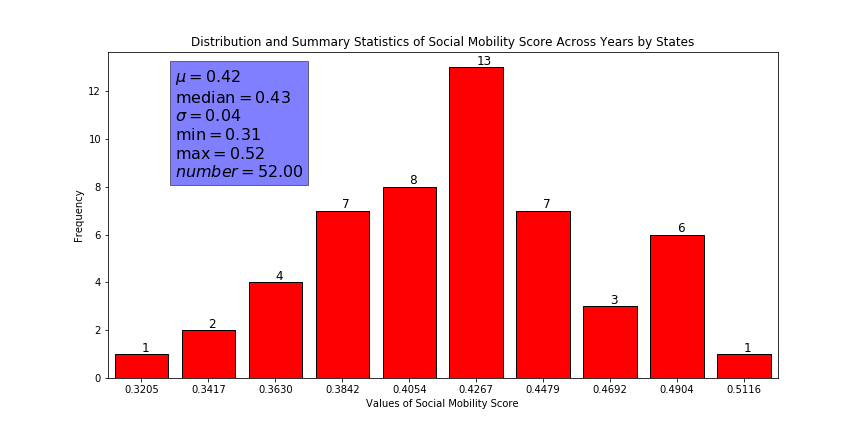 Distribution and Summary Statistics of Social Mobility Score Across Years by States
μ = 0.42
median = 0.43
σ = 0.04
min = 0.31
max = 0.52
number = 52.00
13
8
7
7
6
4
3
2
1
1
12
10
8
6
4
2
0
Frequency
0.3205 0.3417 0.3630 0.3842 0.4054 0.4267 0.4479 0.4692 0.4904 0.5116
Values of Social Mobility Score